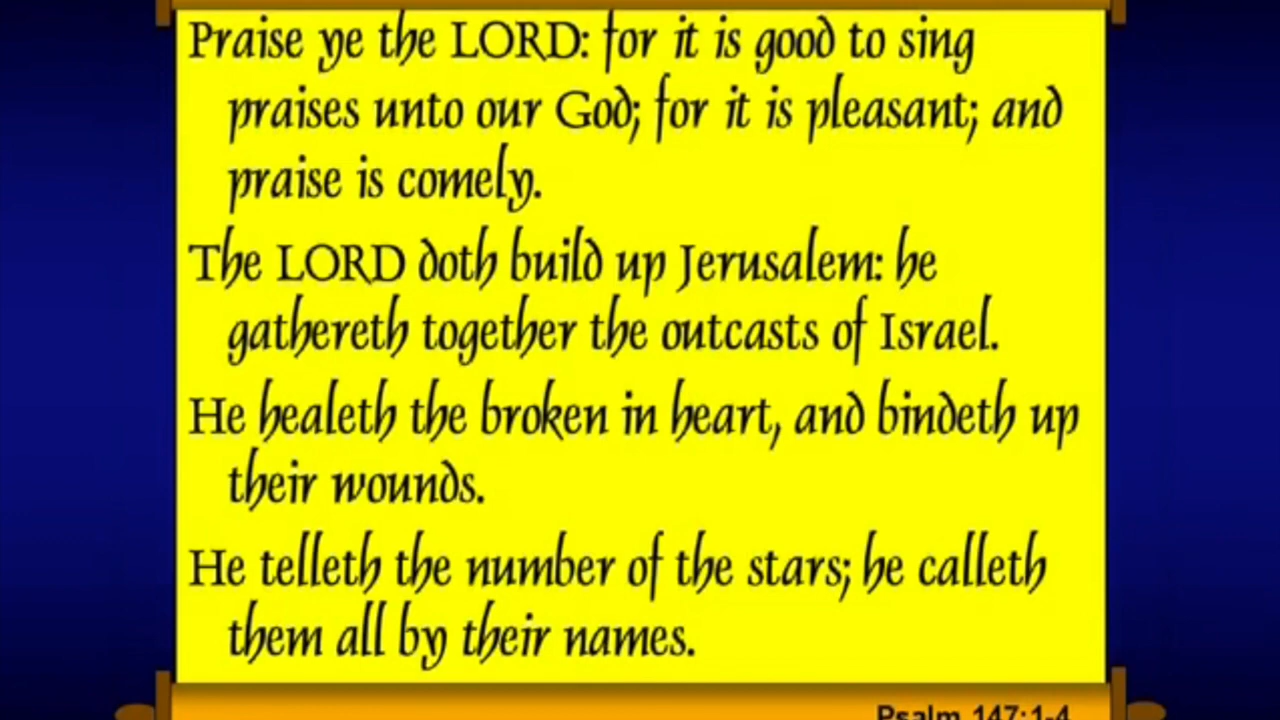 Praise ye the LORD: for it is good to sing
praises unto our God; for it is pleasant; and
praise is comely.
The LORD doth build up Jerusalem: he
gathereth together the outcasts of Israel.
He healeth the broken in heart, and bindeth up
their wounds.
He telleth the number of the stars; he calleth
them all by their names.
Psalm 147:1-4